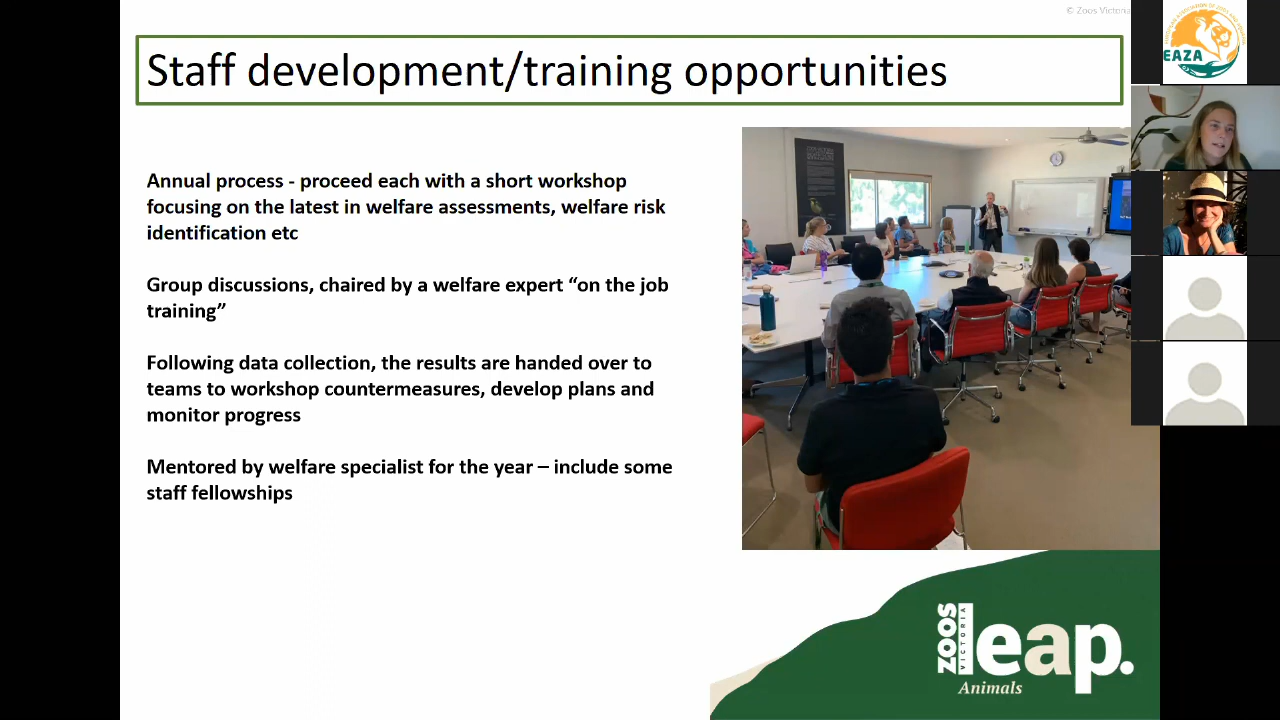 © Zoos Victoria
Staff development/training opportunities
EAZA
Annual process - proceed each with a short workshop
focusing on the latest in welfare assessments, welfare risk
identification etc
Group discussions, chaired by a welfare expert “on the job
training”
Following data collection, the results are handed over to
teams to workshop countermeasures, develop plans and
monitor progress
Mentored by welfare specialist for the year – include some
staff fellowships
ZOOS
VICTORIA
leap.
Animals